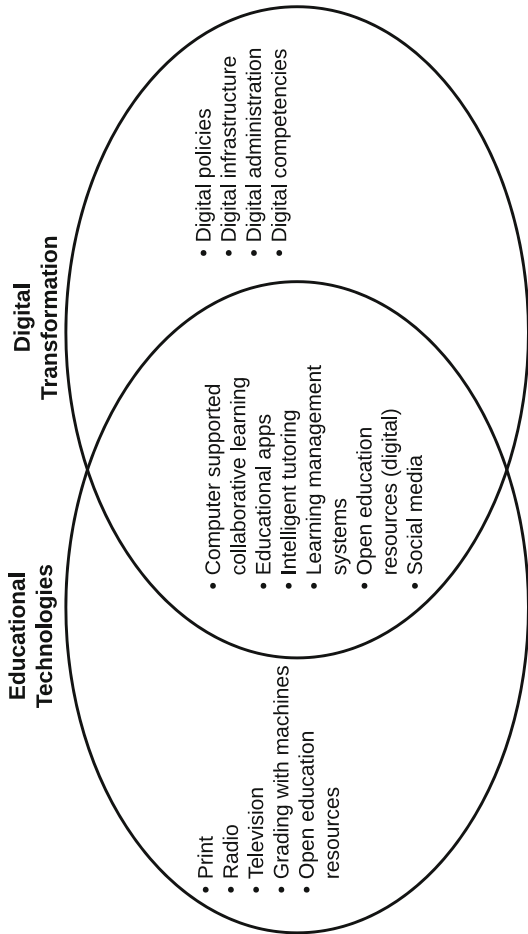 Educational
Technologies
Digital
Transformation
• Print
• Radio
• Television
• Grading with machines
• Open education
resources
• Computer supported
collaborative learning
• Educational apps
• Intelligent tutoring
• Learning management
systems
• Open education
resources (digital)
• Social media
• Digital policies
• Digital infrastructure
• Digital administration
• Digital competencies